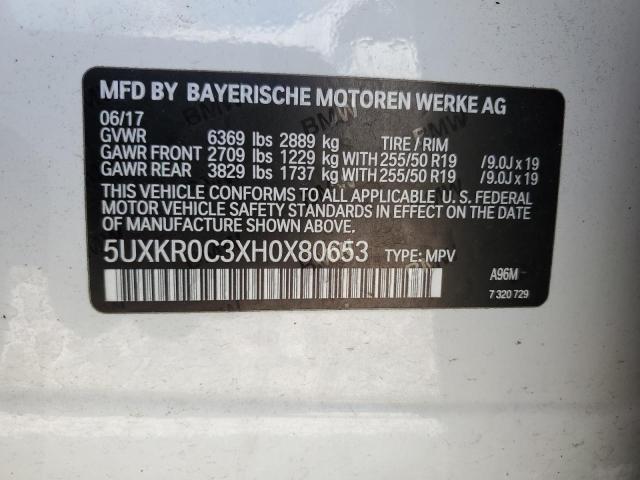 MFD BY BAYERISCHE MOTOREN WERKE AG
06/17
GVWR 6369 lbs 2889 kg TIRE / RIM
GAWR FRONT 2709 lbs 1229 kg WITH 255/50 R19 /9.0J x 19
GAWR REAR 3829 lbs 1737 kg WITH 255/50 R19 /9.0J x 19
THIS VEHICLE CONFORMS TO ALL APPLICABLE U. S. FEDERAL
MOTOR VEHICLE SAFETY STANDARDS IN EFFECT ON THE DATE OF
MANUFACTURE SHOWN ABOVE.
5UXKR0C3XH0X80653 TYPE: MPV
A96M
7 320 729